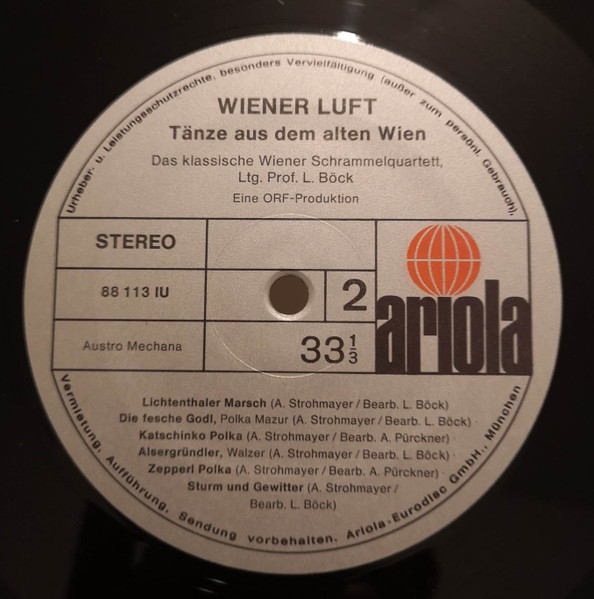 Urheber- u. Leistungsschutzrechte, besonders Vervielfältigung (außer zum persönl. Gebrauch),
WIENER LUFT
Tänze aus dem alten Wien
Das klassische Wiener Schrammelquartett,
Ltg. Prof. L. Böck
Eine ORF-Produktion
STEREO
88 113 IU
2
Austro Mechana
33 1/3
ariola
Lichtenthaler Marsch (A. Strohmayer / Bearb. L. Böck)
Die fesche Godl, Polka Mazur (A. Strohmayer / Bearb. L. Böck) ·
Katschinko Polka (A. Strohmayer / Bearb. A. Pürckner)
Alsergründler, Walzer (A. Strohmayer / Bearb. L. Böck) ·
Zepperl Polka (A. Strohmayer / Bearb. A. Pürckner) ·
Sturm und Gewitter (A. Strohmayer /
Bearb. L. Böck)
Vermietung, Aufführung, Sendung vorbehalten. Ariola-Eurodisc GmbH., München